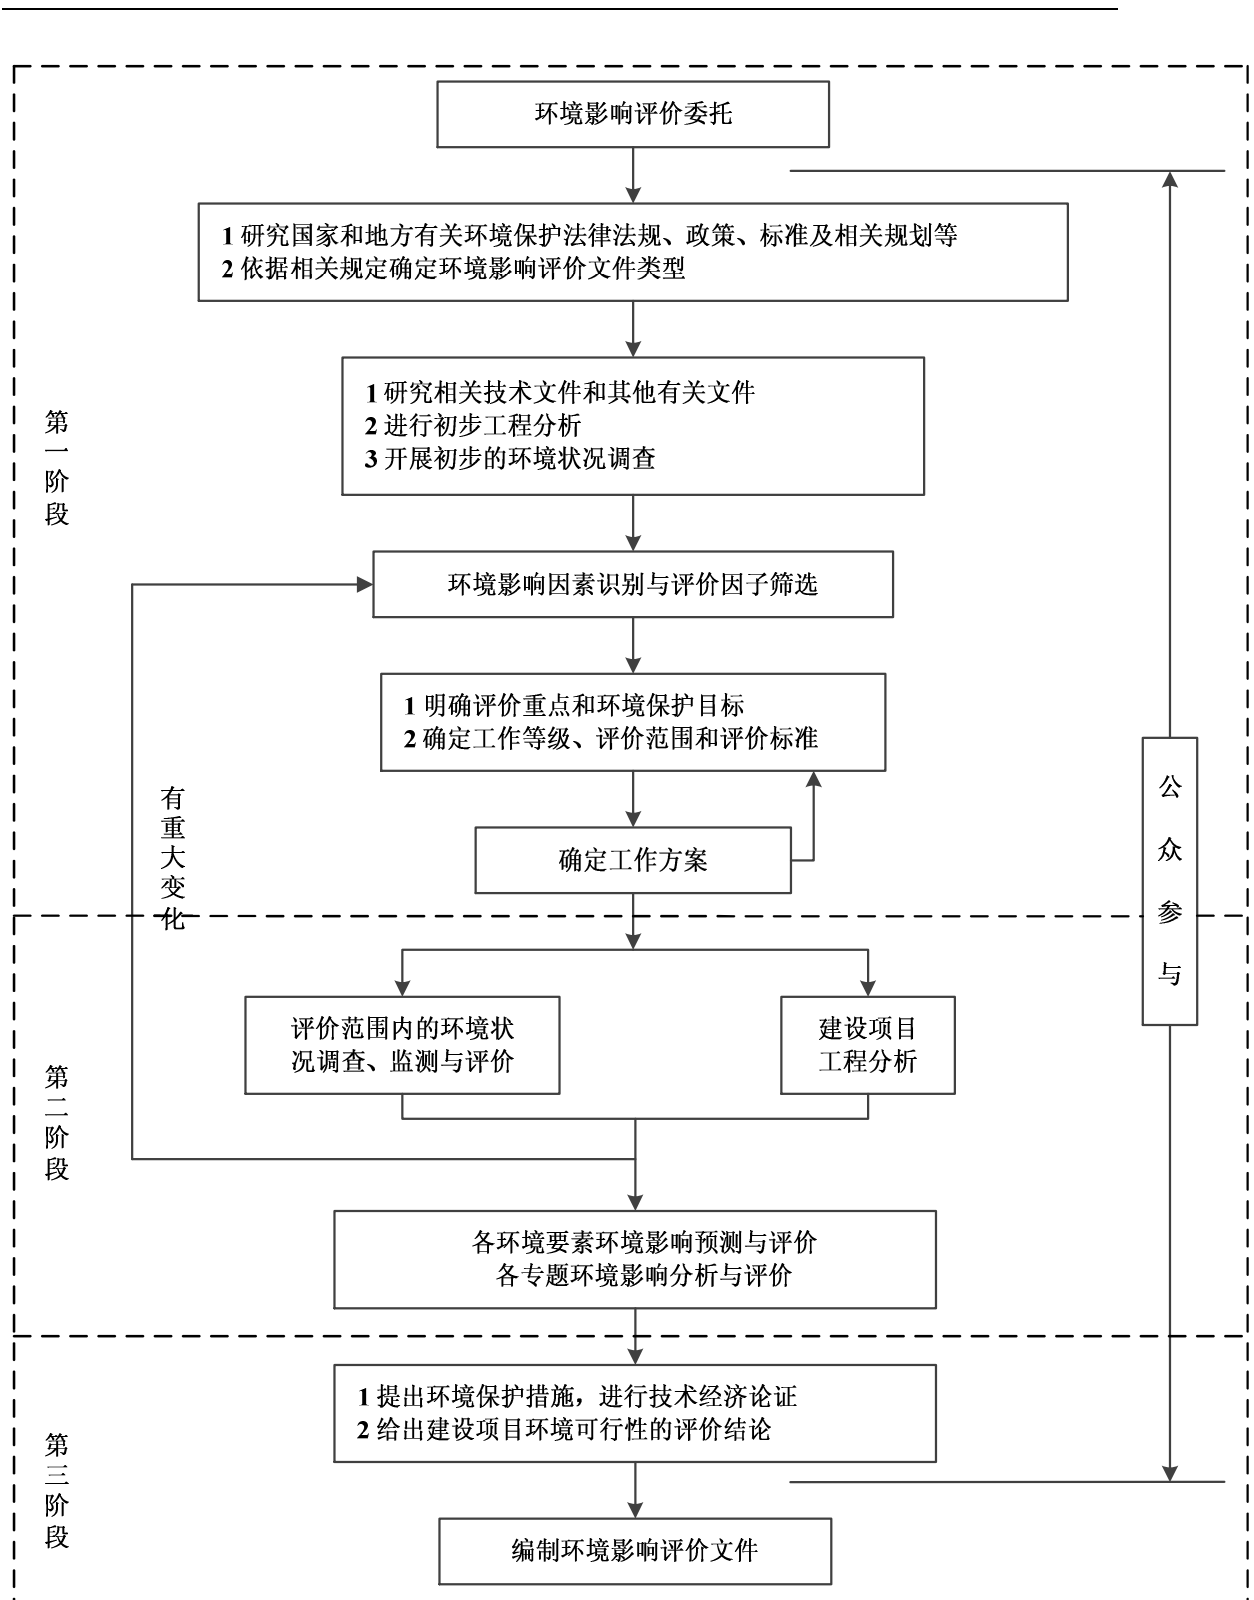 环境影响评价委托
1 研究国家和地方有关环境保护法律法规、政策、标准及相关规划等
2 依据相关规定确定环境影响评价文件类型
第一阶段
1 研究相关技术文件和其他有关文件
2 进行初步工程分析
3 开展初步的环境状况调查
环境影响因素识别与评价因子筛选
1 明确评价重点和环境保护目标
2 确定工作等级、评价范围和评价标准
有重大变化
公众参与
确定工作方案
第二阶段
评价范围内的环境状
况调查、监测与评价
建设项目
工程分析
各环境要素环境影响预测与评价
各专题环境影响分析与评价
第三阶段
1 提出环境保护措施，进行技术经济论证
2 给出建设项目环境可行性的评价结论
编制环境影响评价文件